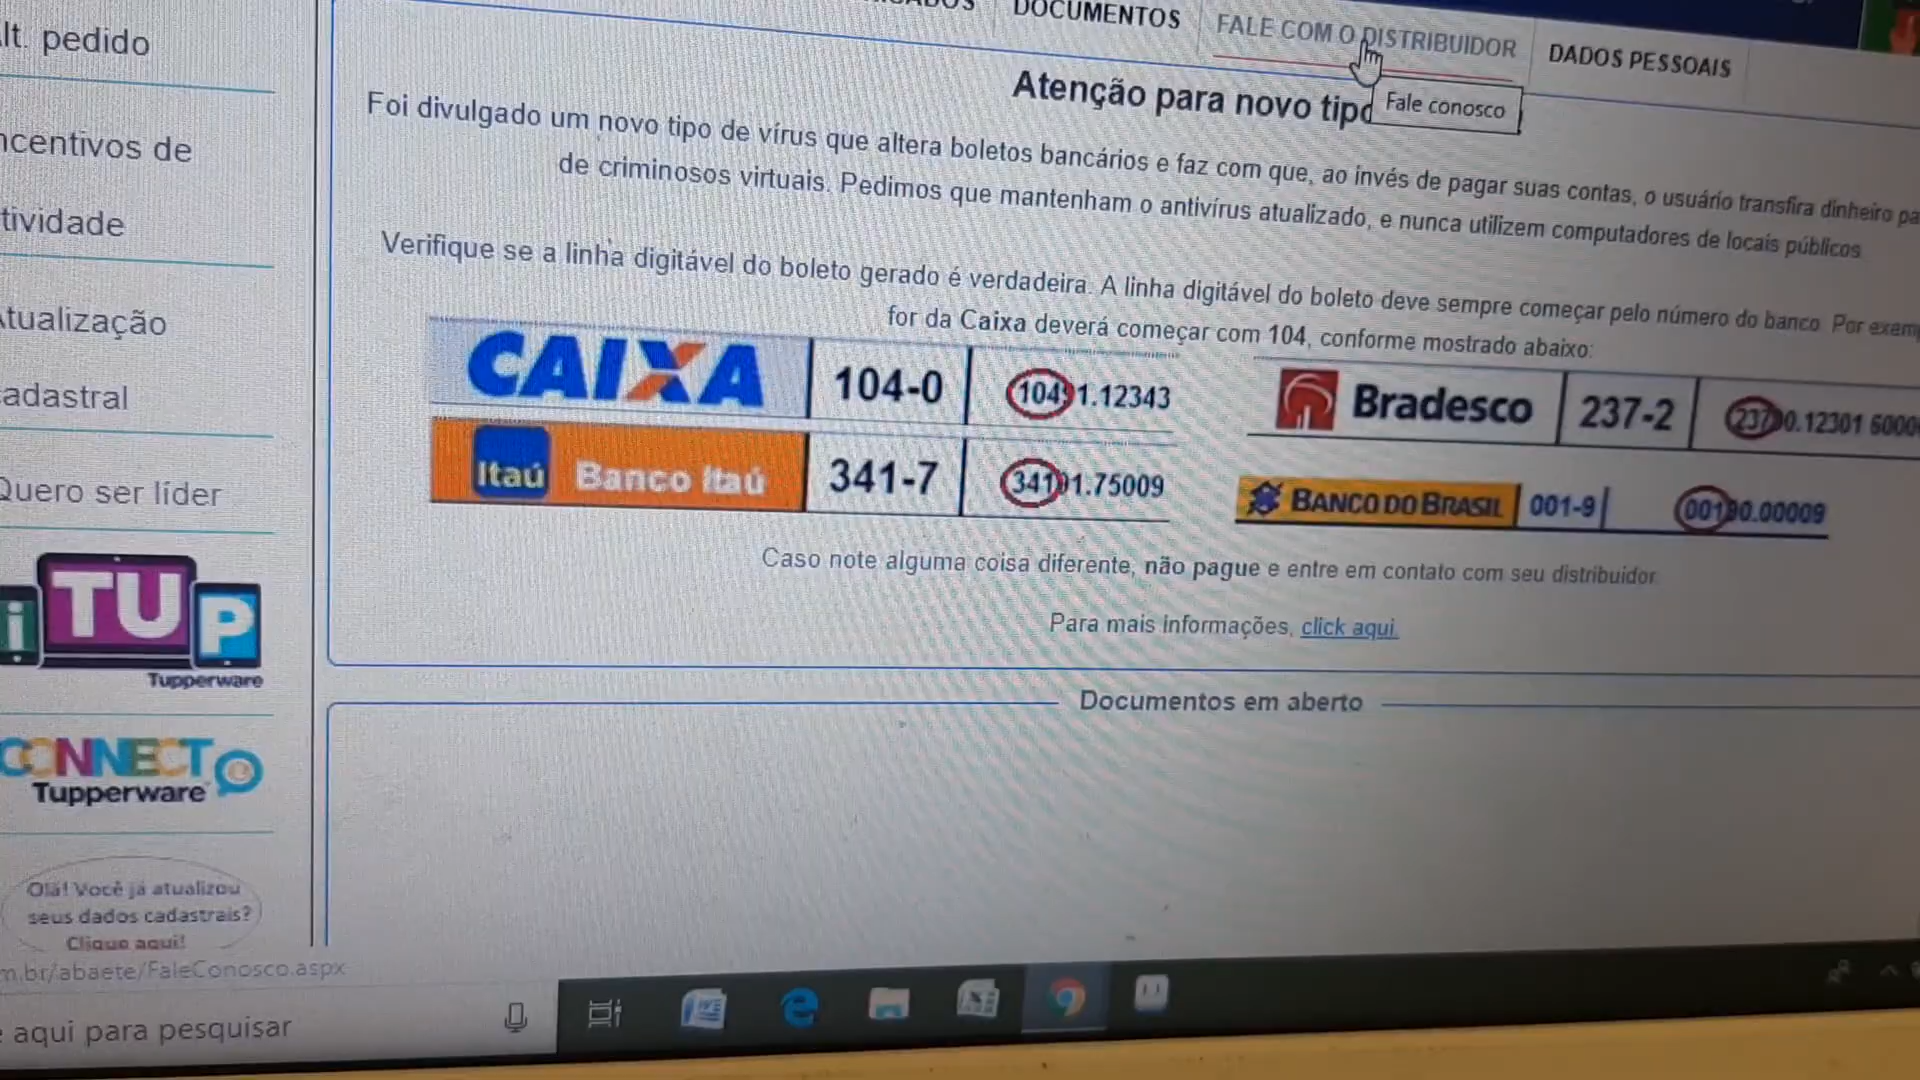 DOCUMENTOS
FALE COM O DISTRIBUIDOR
DADOS PESSOAIS
Fale conosco
lt. pedido
ncentivos de
tividade
tualização
adastral
Quero ser líder
iTUP
Tupperware
CONNECT
Tupperware
Olá! Você já atualizou
seus dados cadastrais?
Clique aqui!
m.br/abaete/FaleConosco.aspx
aqui para pesquisar
Atenção para novo tipo
Foi divulgado um novo tipo de vírus que altera boletos bancários e faz com que, ao invés de pagar suas contas, o usuário transfira dinheiro pa
de criminosos virtuais. Pedimos que mantenham o antivírus atualizado, e nunca utilizem computadores de locais públicos
Verifique se a linha digitável do boleto gerado é verdadeira. A linha digitável do boleto deve sempre começar pelo número do banco. Por exem
for da Caixa deverá começar com 104, conforme mostrado abaixo:
CAIXA 104-0 10491.12343
Bradesco 237-2 23790.12301
Itaú Banco Itaú 341-7 34191.75009
BANCO DO BRASIL 001-9 00190.00009
Caso note alguma coisa diferente, não pague e entre em contato com seu distribuidor
Para mais informações, click aqui.
Documentos em aberto